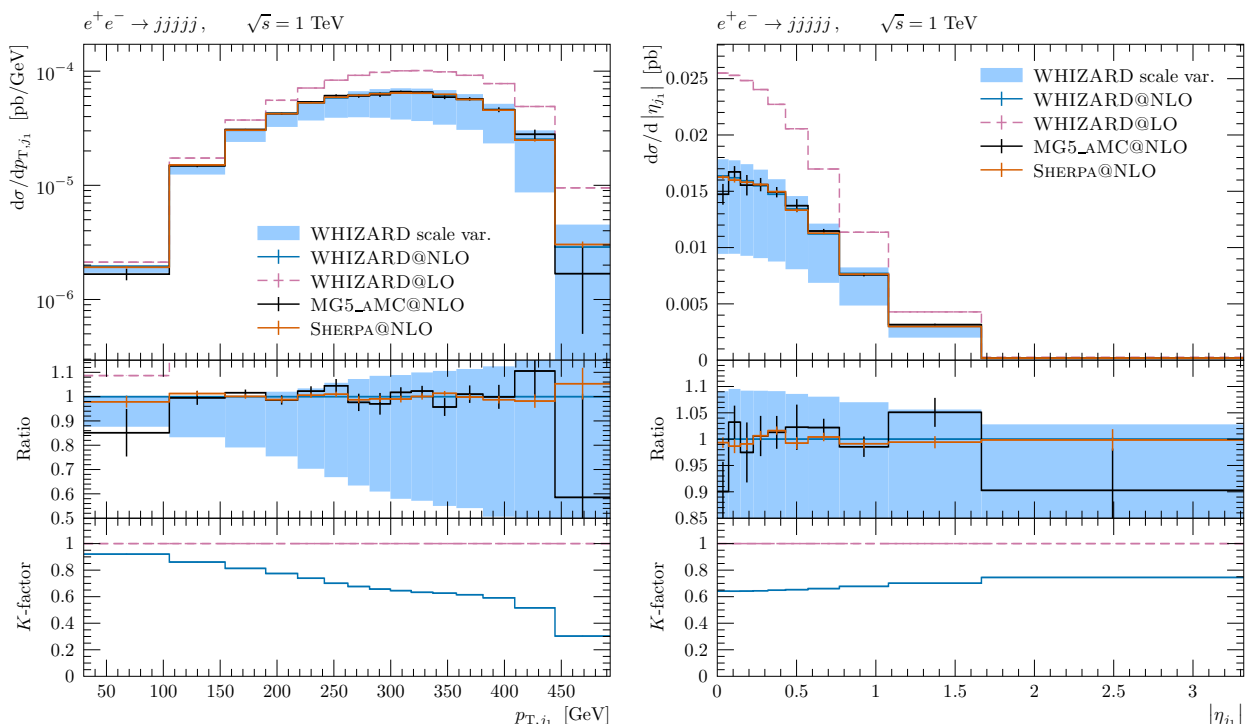 e⁺e⁻ → jjjjj , √s = 1 TeV
dσ/dp_{T,j₁} [pb/GeV]
10⁻⁴
10⁻⁵
10⁻⁶
WHIZARD scale var.
WHIZARD@NLO
WHIZARD@LO
MG5_AMC@NLO
SHERPA@NLO
Ratio
1.1
1
0.9
0.8
0.7
0.6
0.5
K-factor
1
0.8
0.6
0.4
0.2
0
50 100 150 200 250 300 350 400 450
p_{T,j₁} [GeV]
e⁺e⁻ → jjjjj , √s = 1 TeV
dσ/d|η_{j₁}| [pb]
0.025
0.02
0.015
0.01
0.005
0
WHIZARD scale var.
WHIZARD@NLO
WHIZARD@LO
MG5_AMC@NLO
SHERPA@NLO
Ratio
1.1
1.05
1
0.95
0.9
0.85
K-factor
1
0.8
0.6
0.4
0.2
0
0 0.5 1 1.5 2 2.5 3
|η_{j₁}|